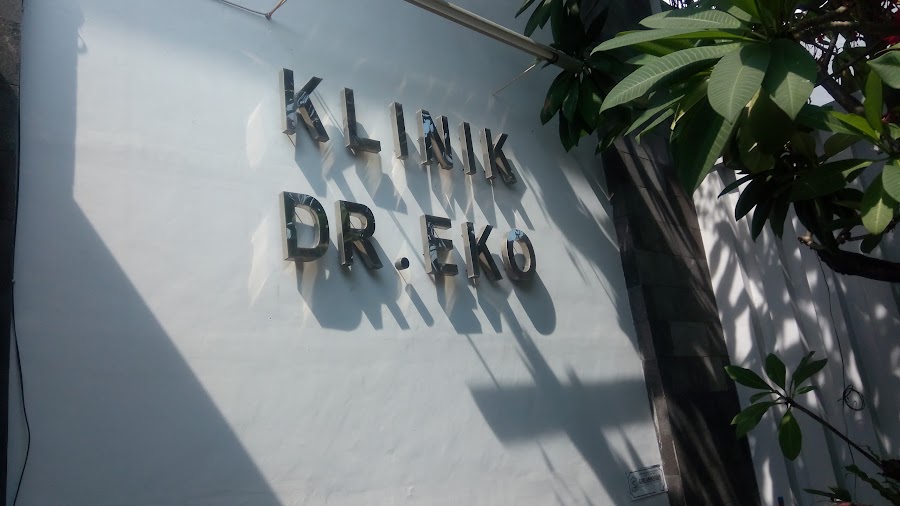 KLINIK
DR. EKO